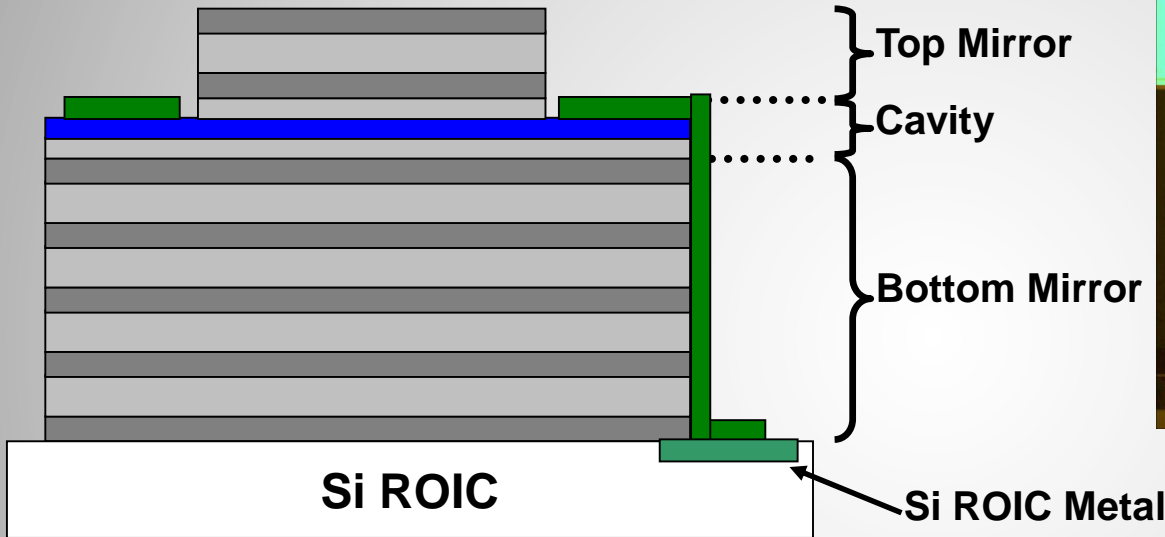 Top Mirror
Cavity
Bottom Mirror
Si ROIC
Si ROIC Metal